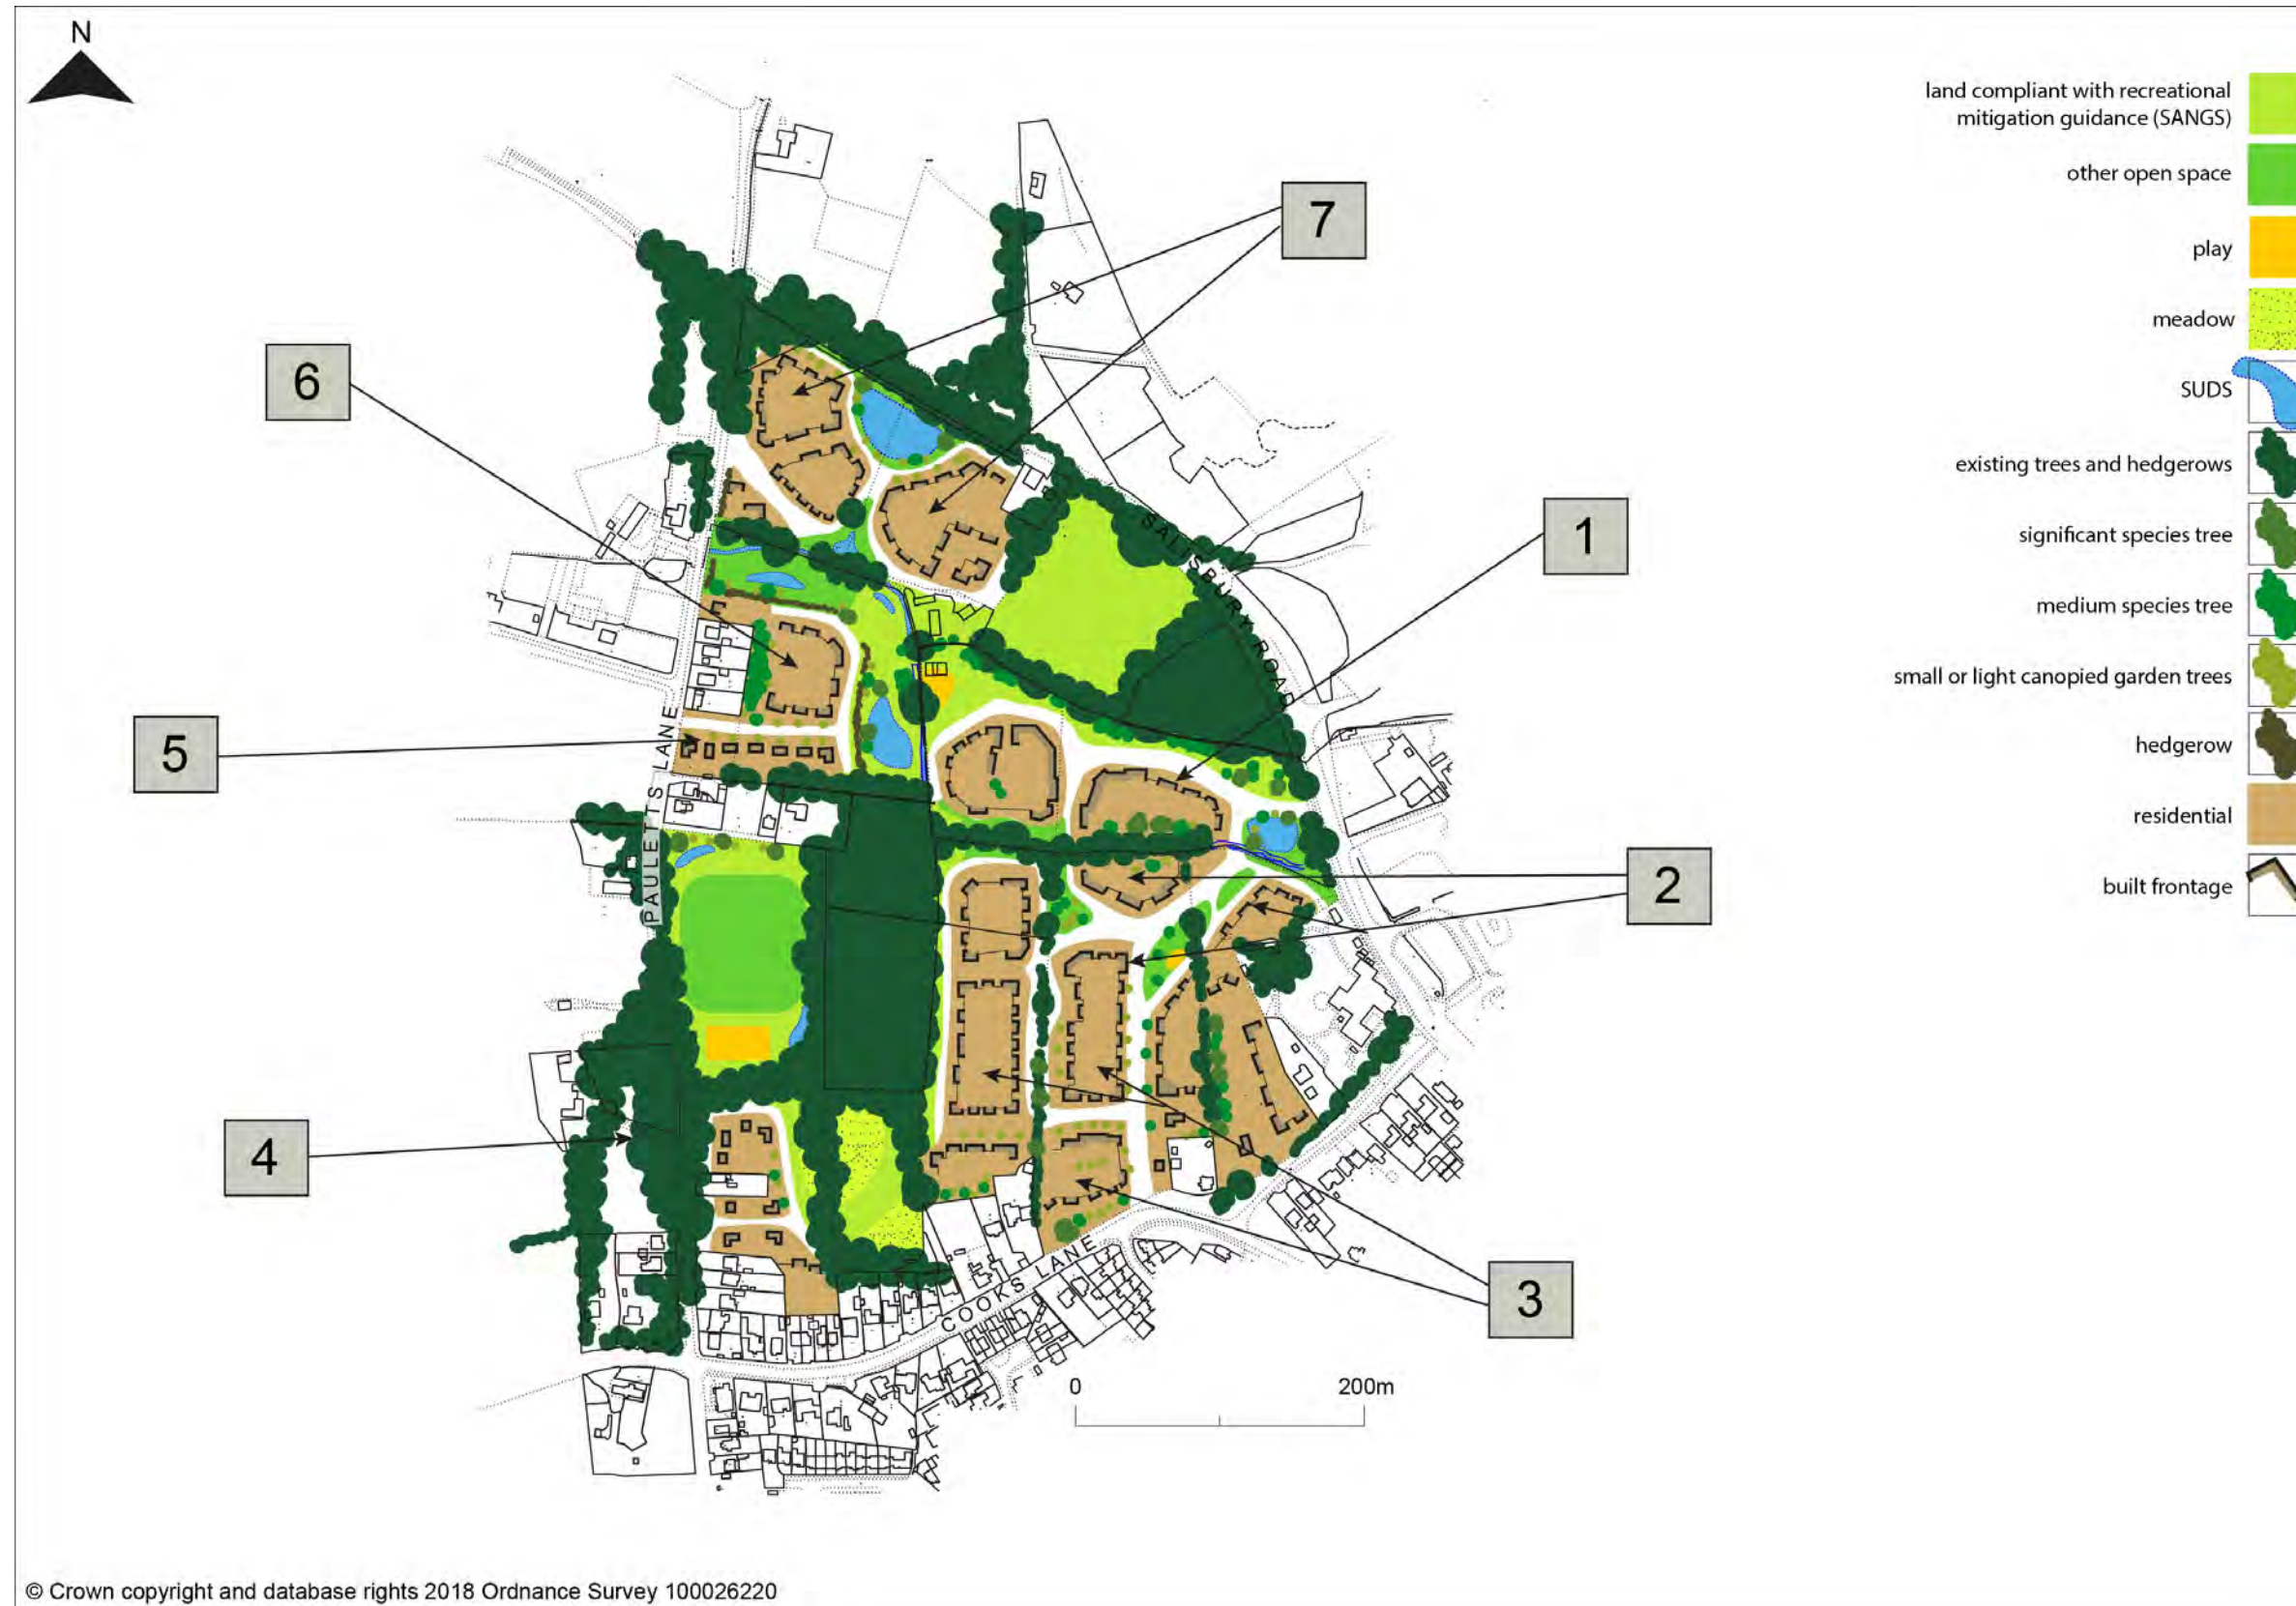 N
land compliant with recreational
mitigation guidance (SANGS)
other open space
play
meadow
SUDS
existing trees and hedgerows
significant species tree
medium species tree
small or light canopied garden trees
hedgerow
residential
built frontage
7
6
1
5
2
4
3
SALISBURY ROAD
PAULETTS LANE
COOKS LANE
0 200m
© Crown copyright and database rights 2018 Ordnance Survey 100026220